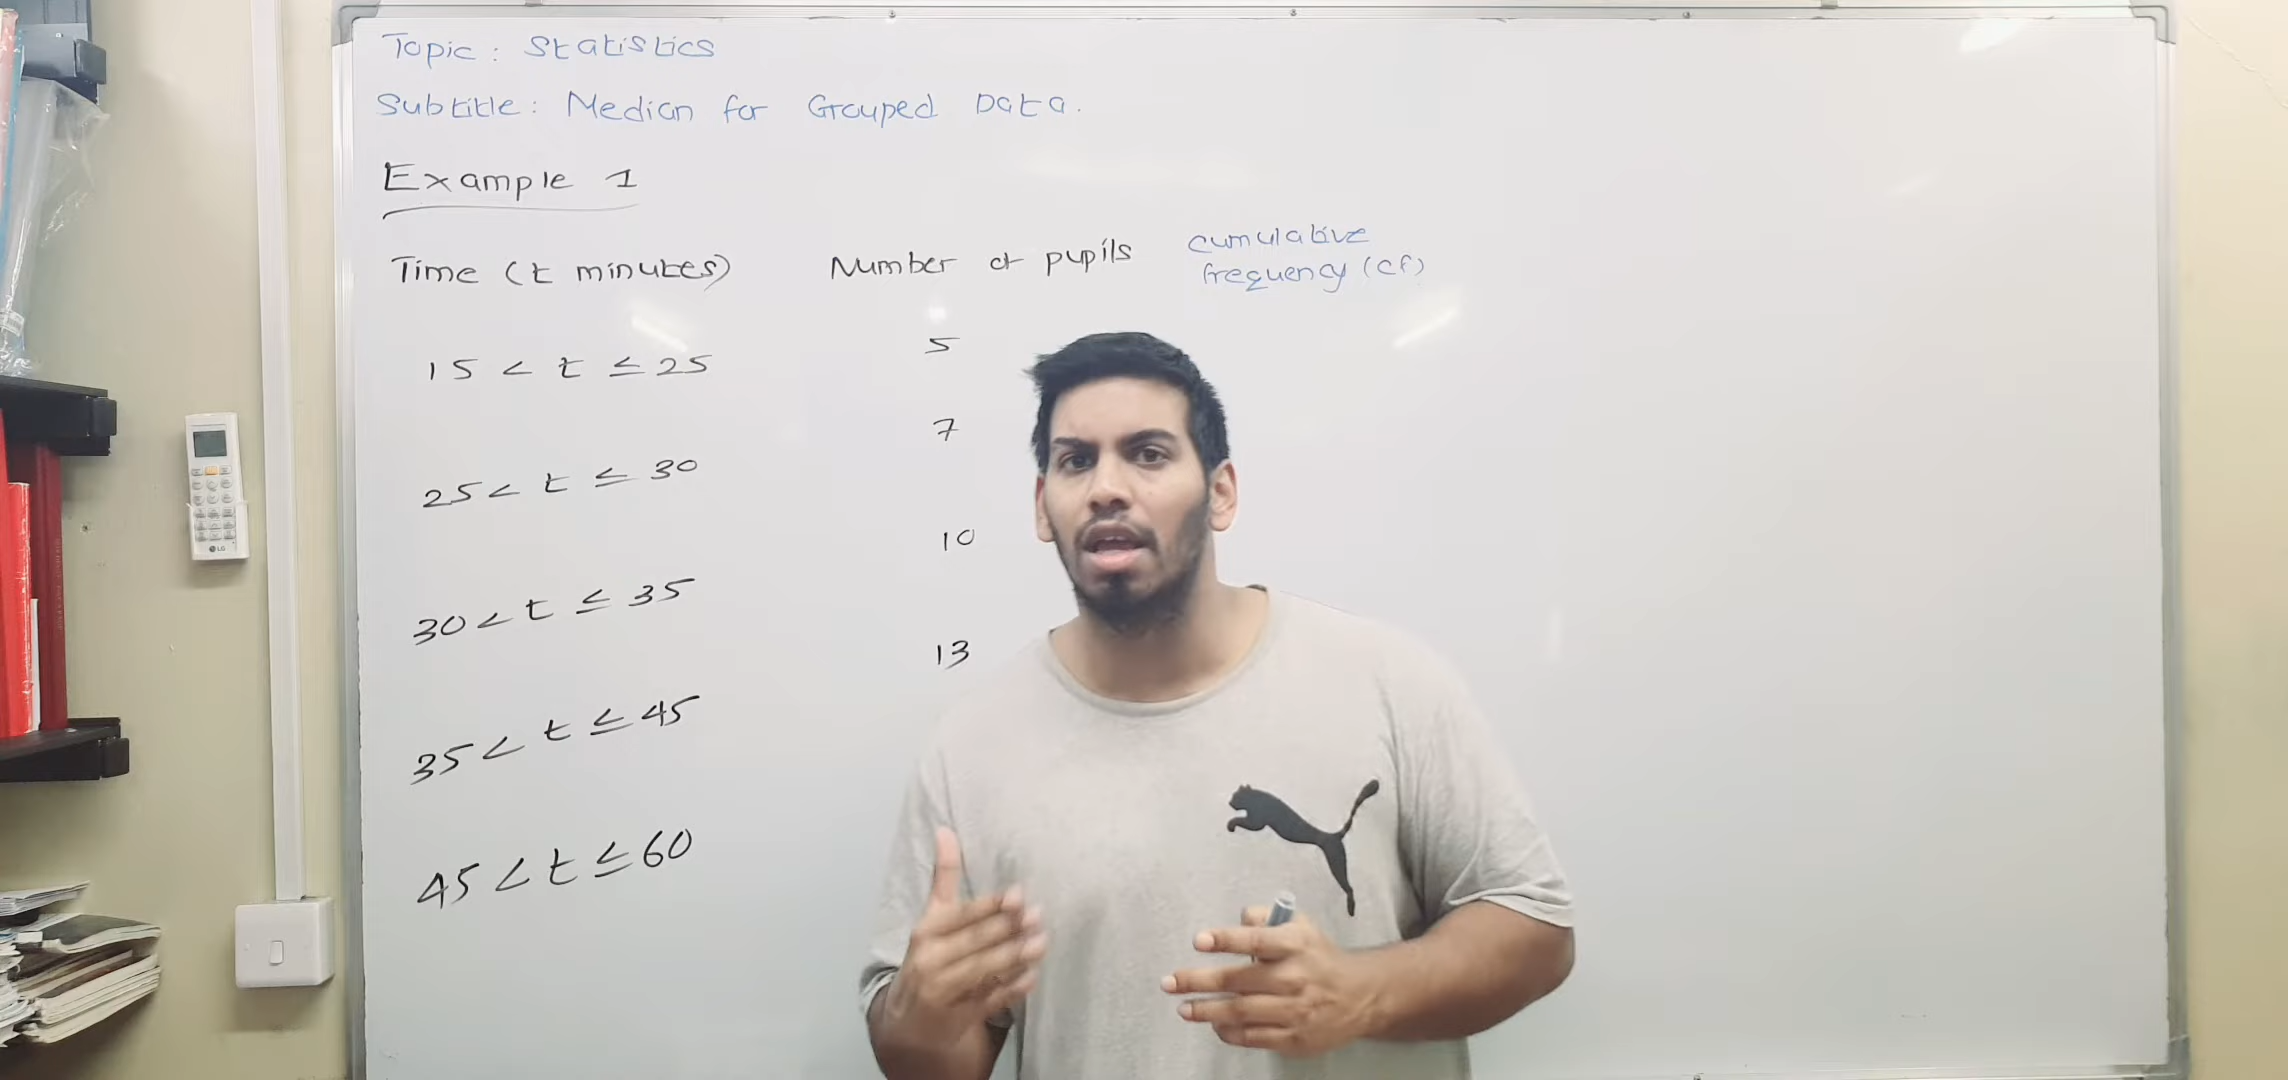 Topic: Statistics
Subtitle: Median for Grouped Data.
Example 1
Time (t minutes) Number of pupils cumulative frequency (cf)
15 < t ≤ 25 5
25 < t ≤ 30 7
30 < t ≤ 35 10
35 < t ≤ 45 13
45 < t ≤ 60
LG